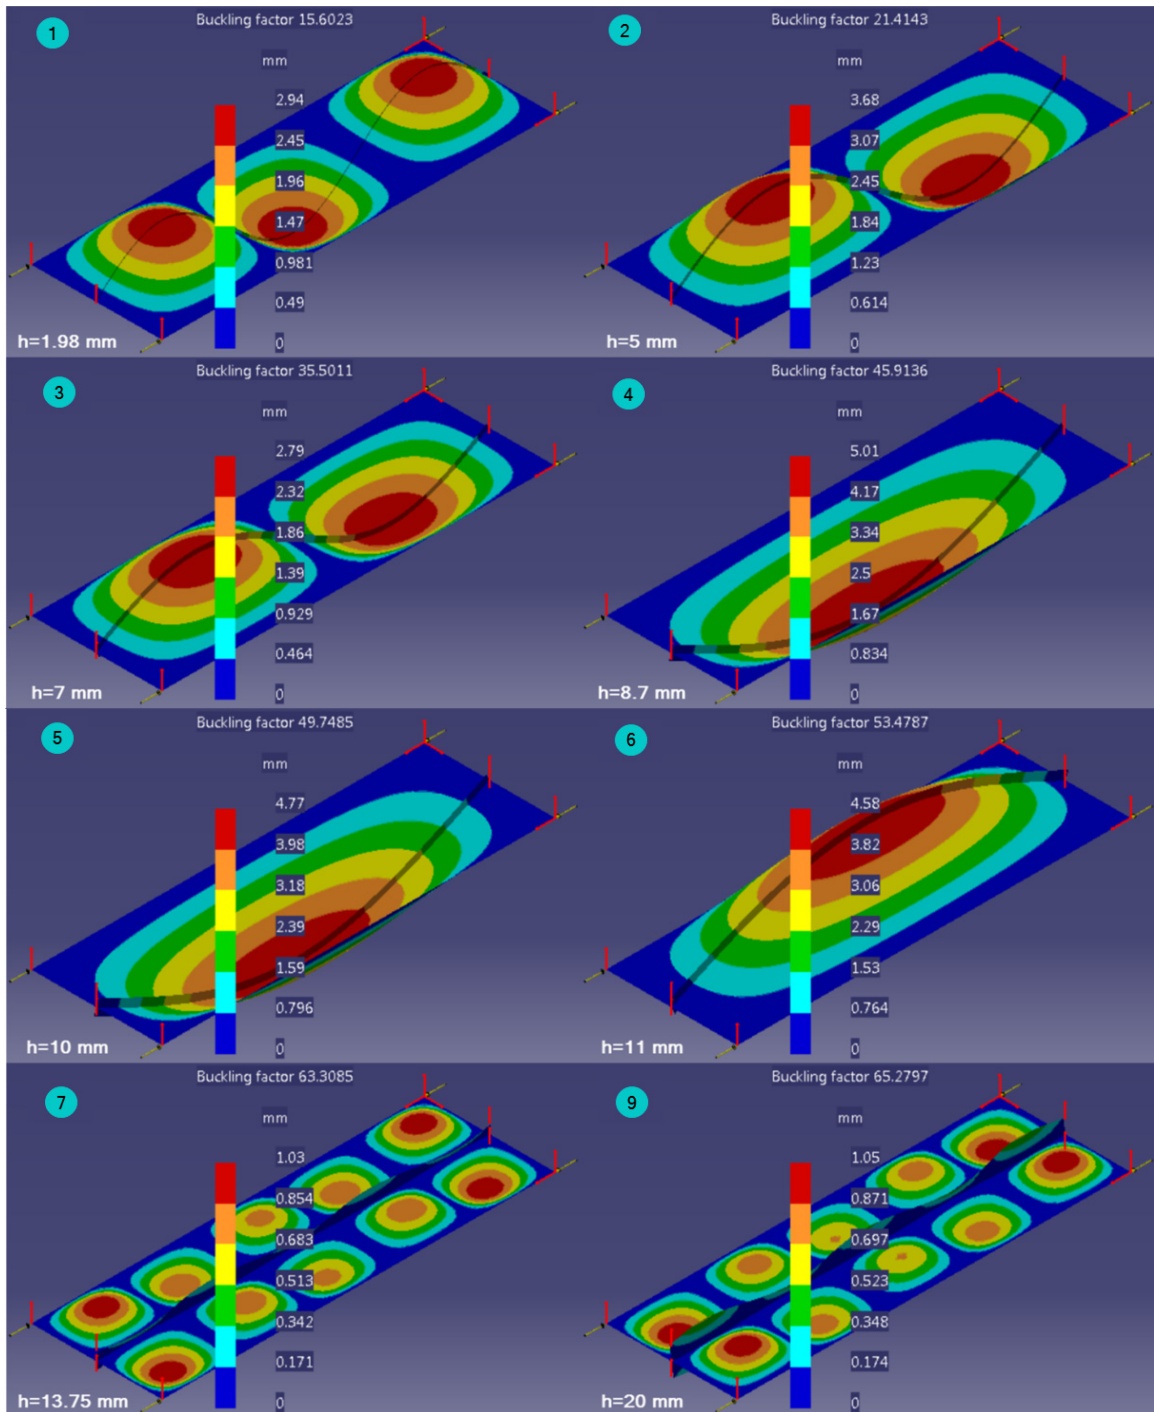 1
Buckling factor 15.6023
mm
2.94
2.45
1.96
1.47
0.981
0.49
0
h=1.98 mm
2
Buckling factor 21.4143
mm
3.68
3.07
2.45
1.84
1.23
0.614
0
h=5 mm
3
Buckling factor 35.5011
mm
2.79
2.32
1.86
1.39
0.929
0.464
0
h=7 mm
4
Buckling factor 45.9136
mm
5.01
4.17
3.34
2.5
1.67
0.834
0
h=8.7 mm
5
Buckling factor 49.7485
mm
4.77
3.98
3.18
2.39
1.59
0.796
0
h=10 mm
6
Buckling factor 53.4787
mm
4.58
3.82
3.06
2.29
1.53
0.764
0
h=11 mm
7
Buckling factor 63.3085
mm
1.03
0.854
0.683
0.513
0.342
0.171
0
h=13.75 mm
9
Buckling factor 65.2797
mm
1.05
0.871
0.697
0.523
0.348
0.174
0
h=20 mm